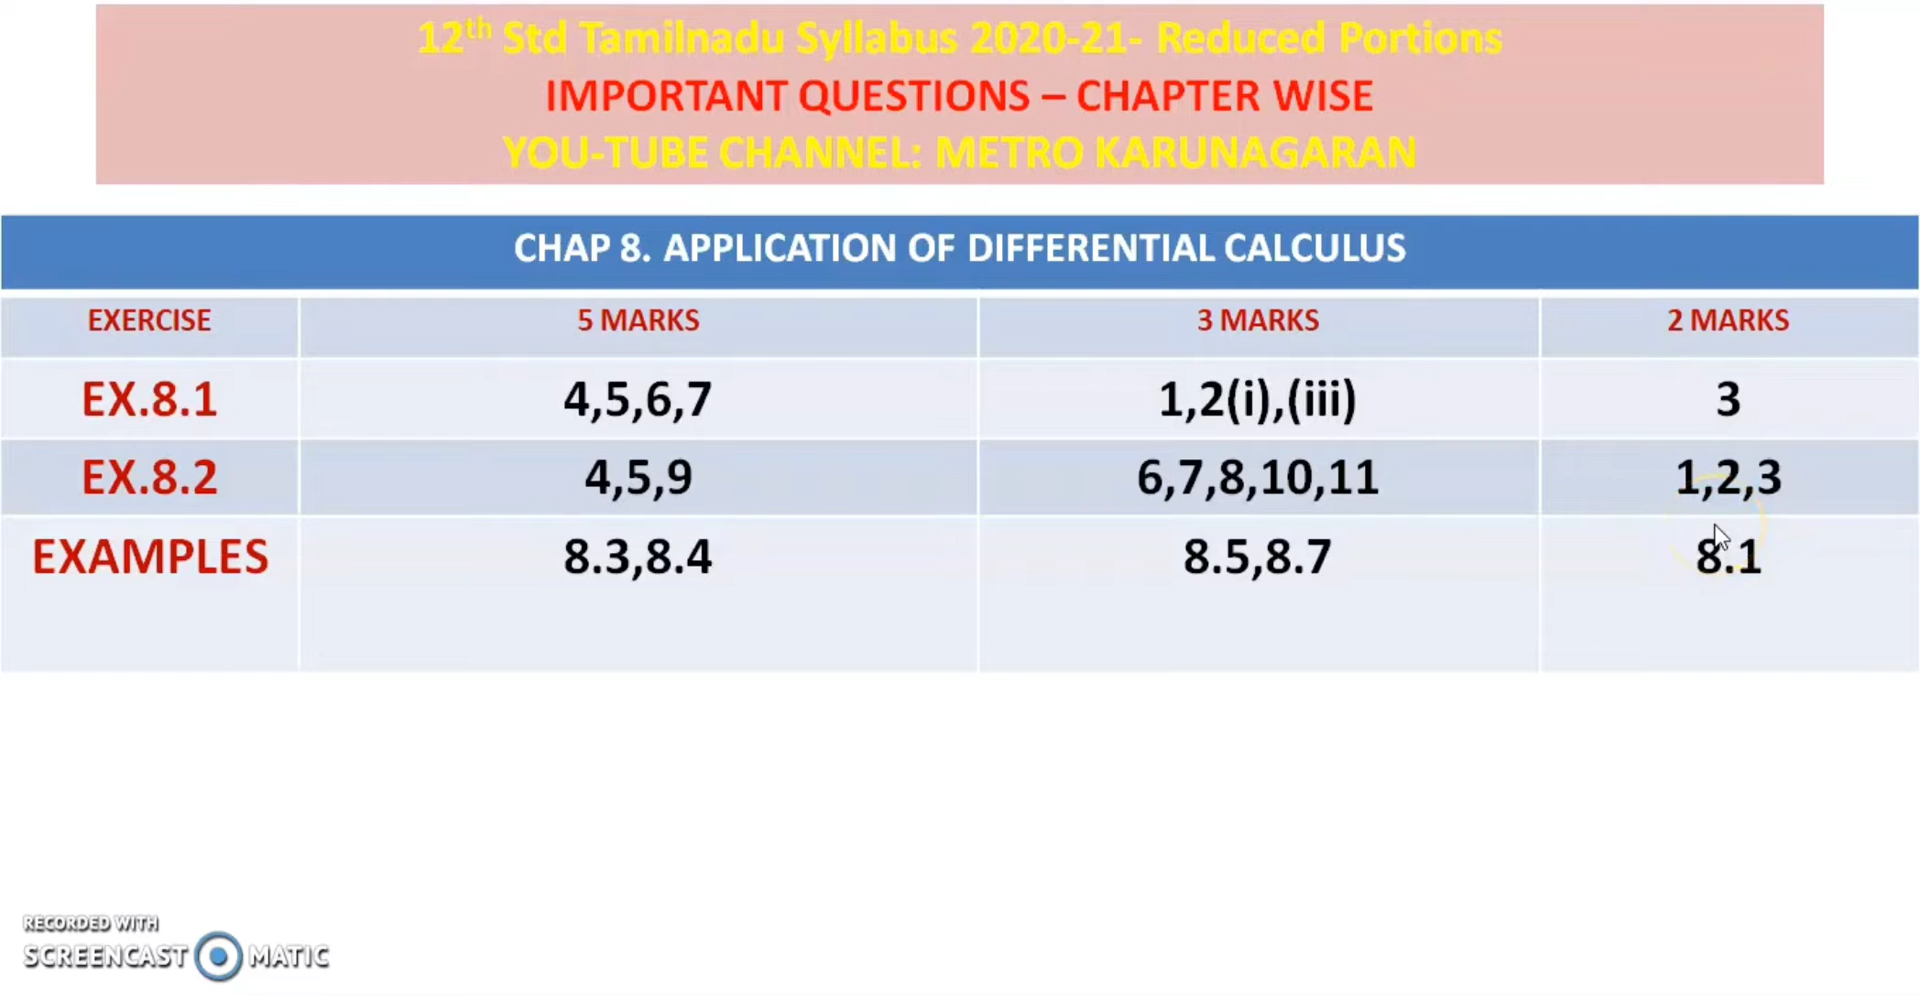 12th Std Tamilnadu Syllabus 2020-21- Reduced Portions
IMPORTANT QUESTIONS – CHAPTER WISE
YOU-TUBE CHANNEL: METRO KARUNAGARAN
CHAP 8. APPLICATION OF DIFFERENTIAL CALCULUS
EXERCISE 5 MARKS 3 MARKS 2 MARKS
EX.8.1 4,5,6,7 1,2(i),(iii) 3
EX.8.2 4,5,9 6,7,8,10,11 1,2,3
EXAMPLES 8.3,8.4 8.5,8.7 8.1
RECORDED WITH
SCREENCAST MATIC